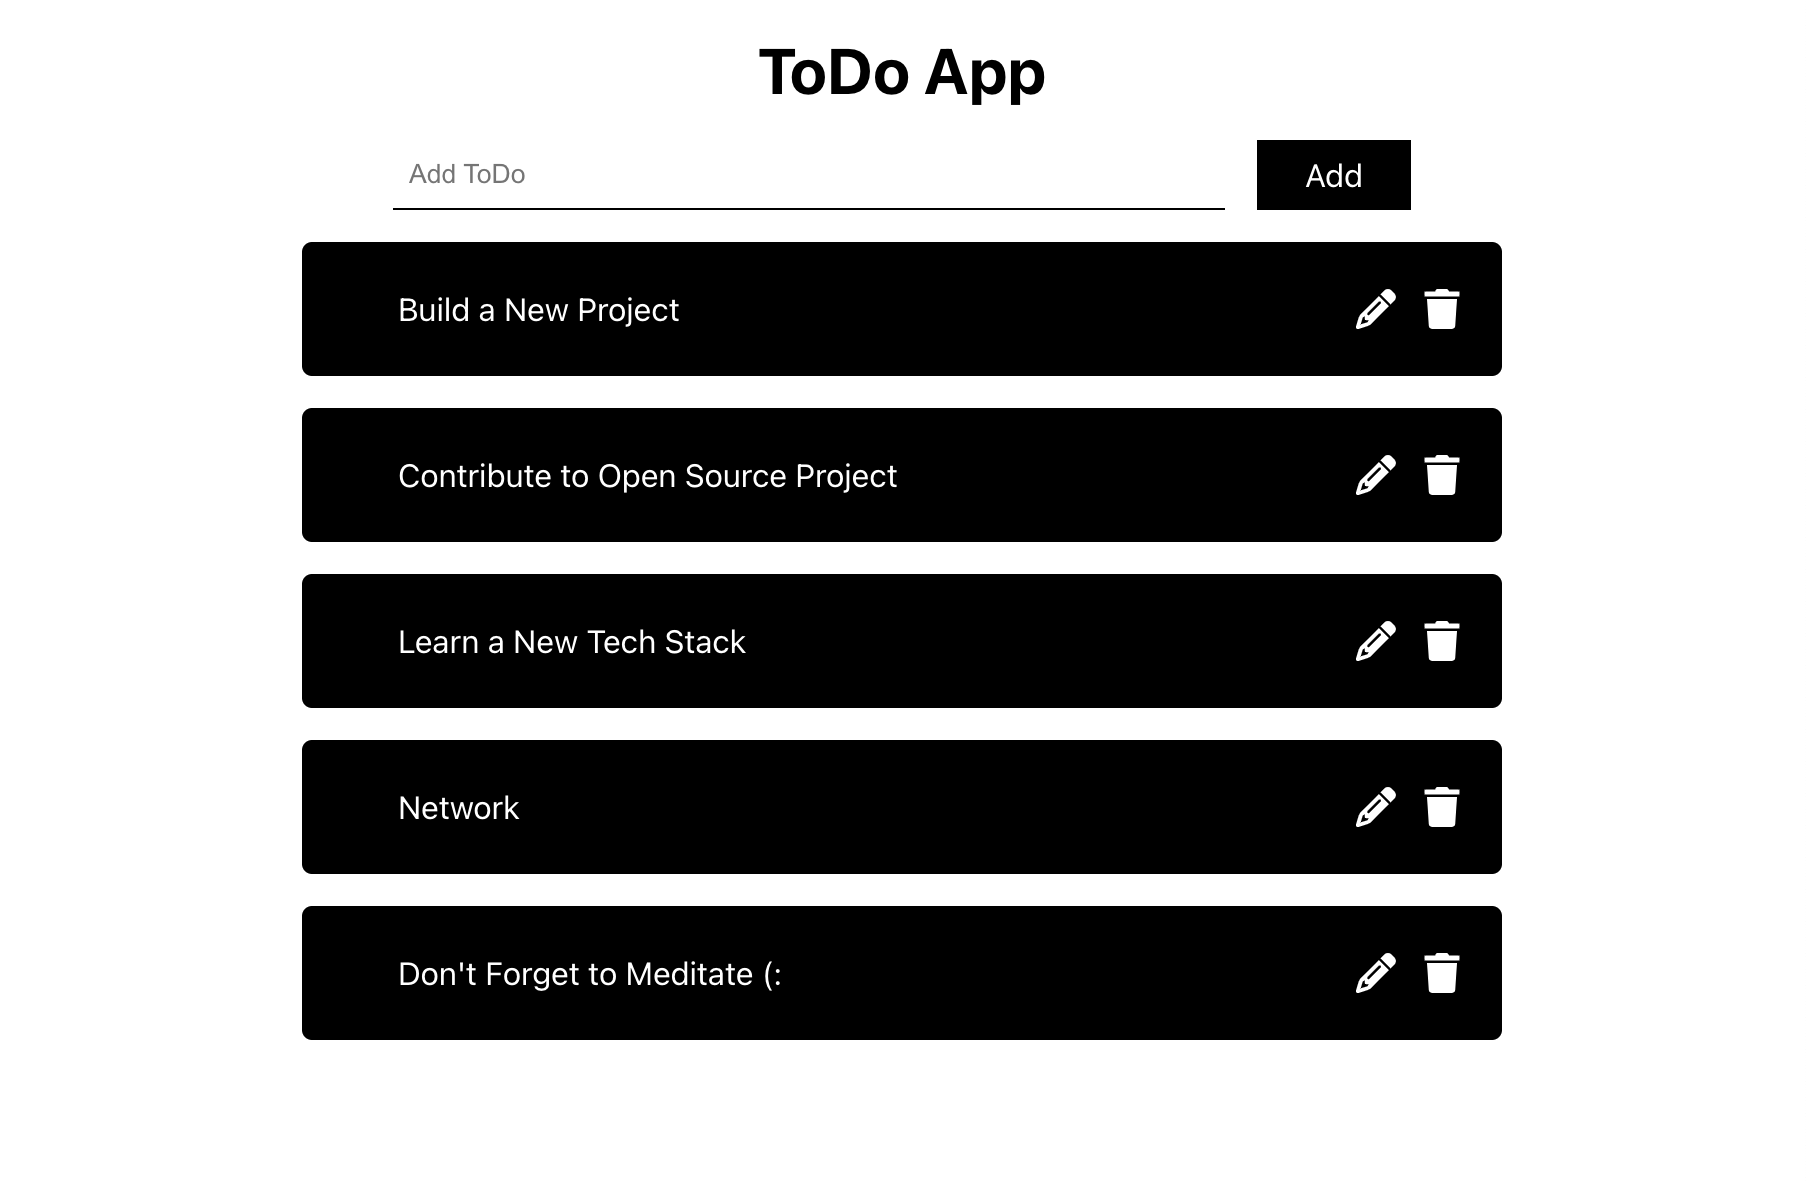 ToDo App
Add ToDo
Add
Build a New Project
Contribute to Open Source Project
Learn a New Tech Stack
Network
Don't Forget to Meditate (: